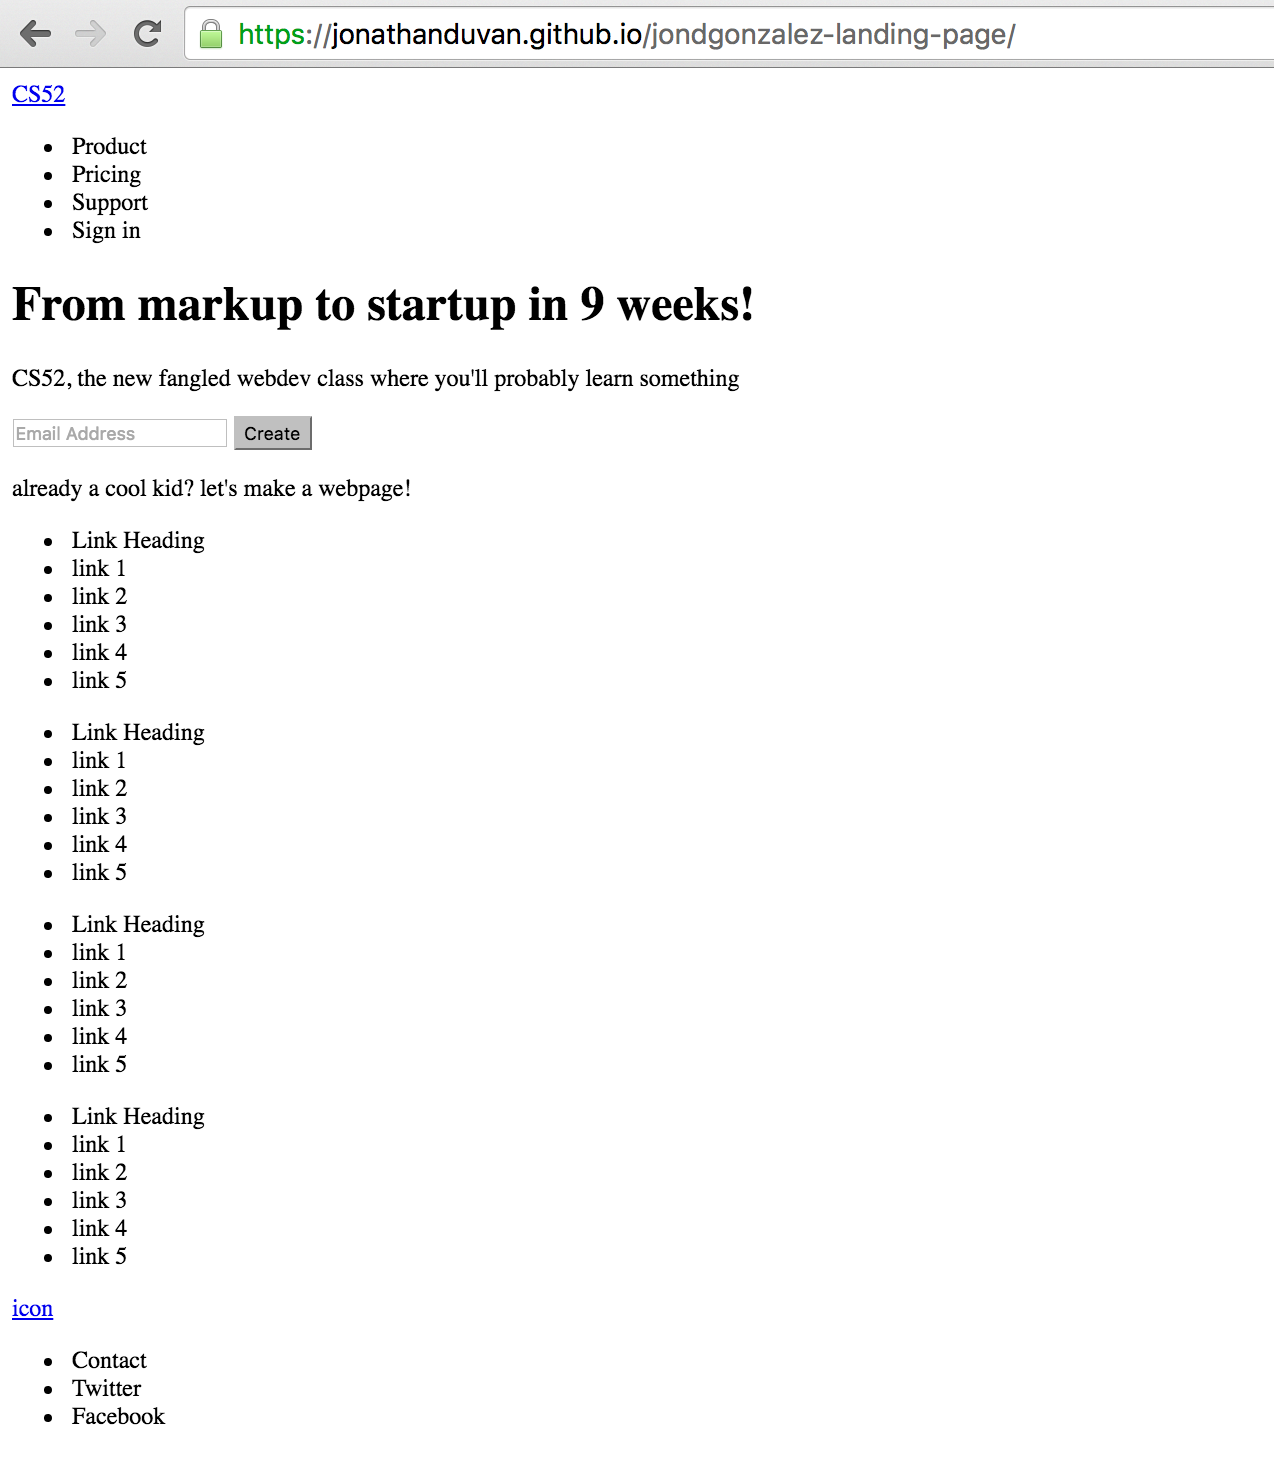 https://jonathanduvan.github.io/jondgonzalez-landing-page/
CS52
Product
Pricing
Support
Sign in
From markup to startup in 9 weeks!
CS52, the new fangled webdev class where you'll probably learn something
Email Address Create
already a cool kid? let's make a webpage!
Link Heading
link 1
link 2
link 3
link 4
link 5
Link Heading
link 1
link 2
link 3
link 4
link 5
Link Heading
link 1
link 2
link 3
link 4
link 5
Link Heading
link 1
link 2
link 3
link 4
link 5
icon
Contact
Twitter
Facebook